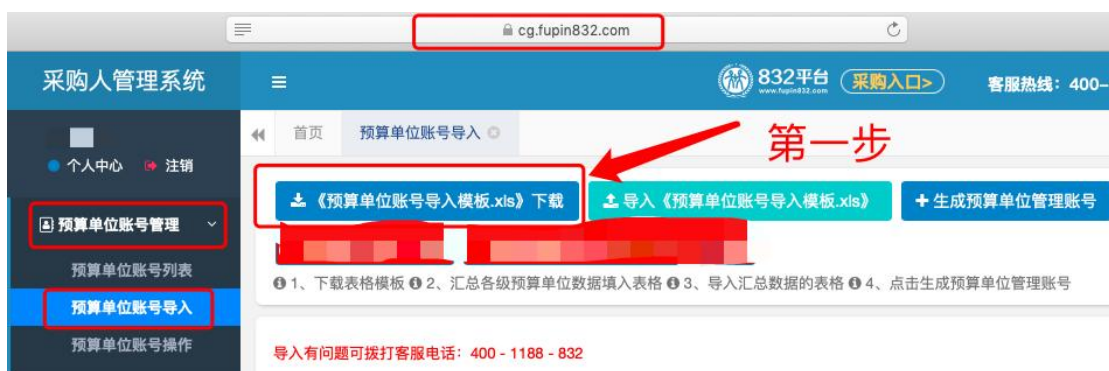 cg.fupin832.com
采购人管理系统
832平台
www.fupin832.com
采购入口>
客服热线：400-
个人中心 注销
首页 预算单位账号导入
第一步
预算单位账号管理
预算单位账号列表
预算单位账号导入
预算单位账号操作
《预算单位账号导入模板.xls》下载 导入《预算单位账号导入模板.xls》 +生成预算单位管理账号
1、下载表格模板 2、汇总各级预算单位数据填入表格 3、导入汇总数据的表格 4、点击生成预算单位管理账号
导入有问题可拨打客服电话：400 - 1188 - 832